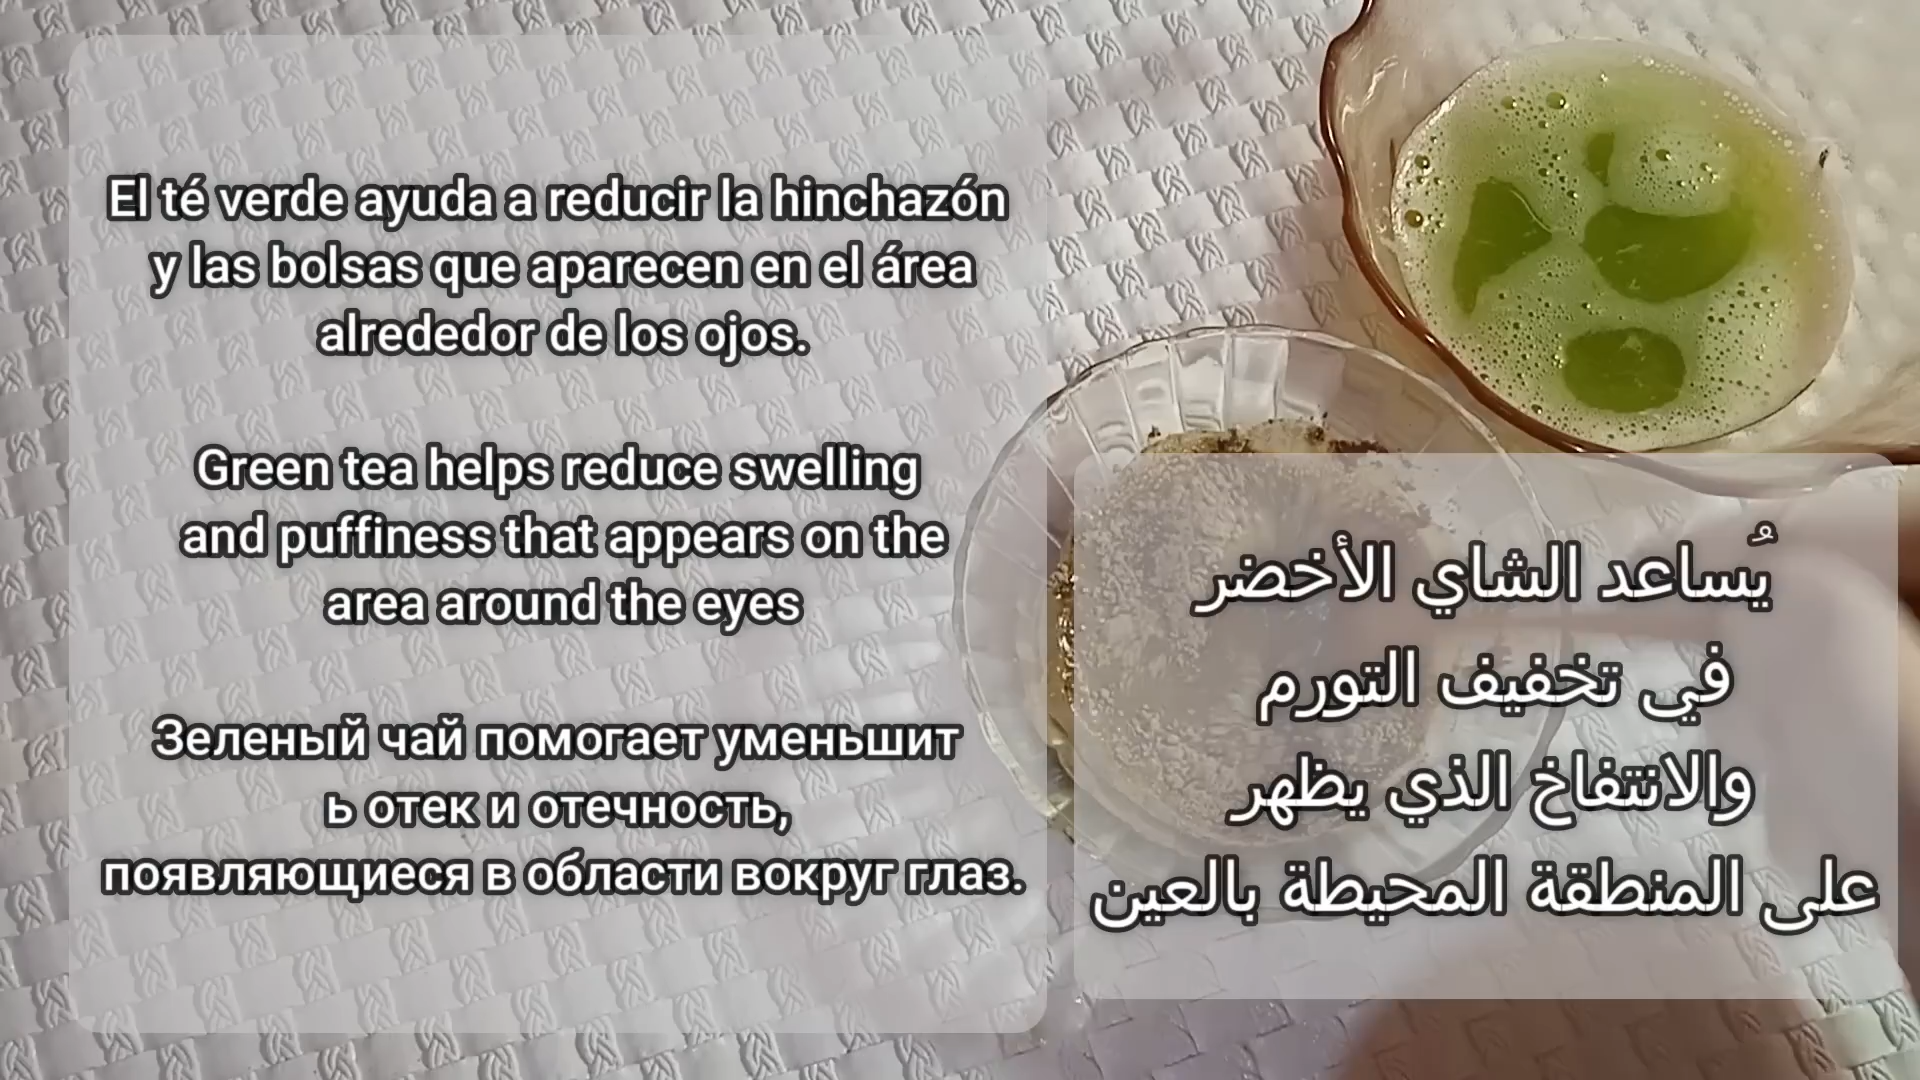 El té verde ayuda a reducir la hinchazón
y las bolsas que aparecen en el área
alrededor de los ojos.
Green tea helps reduce swelling
and puffiness that appears on the
area around the eyes
Зеленый чай помогает уменьшит
ь отек и отечность,
появляющиеся в области вокруг глаз.
يُساعد الشاي الأخضر
في تخفيف التورم
والانتفاخ الذي يظهر
على المنطقة المحيطة بالعين